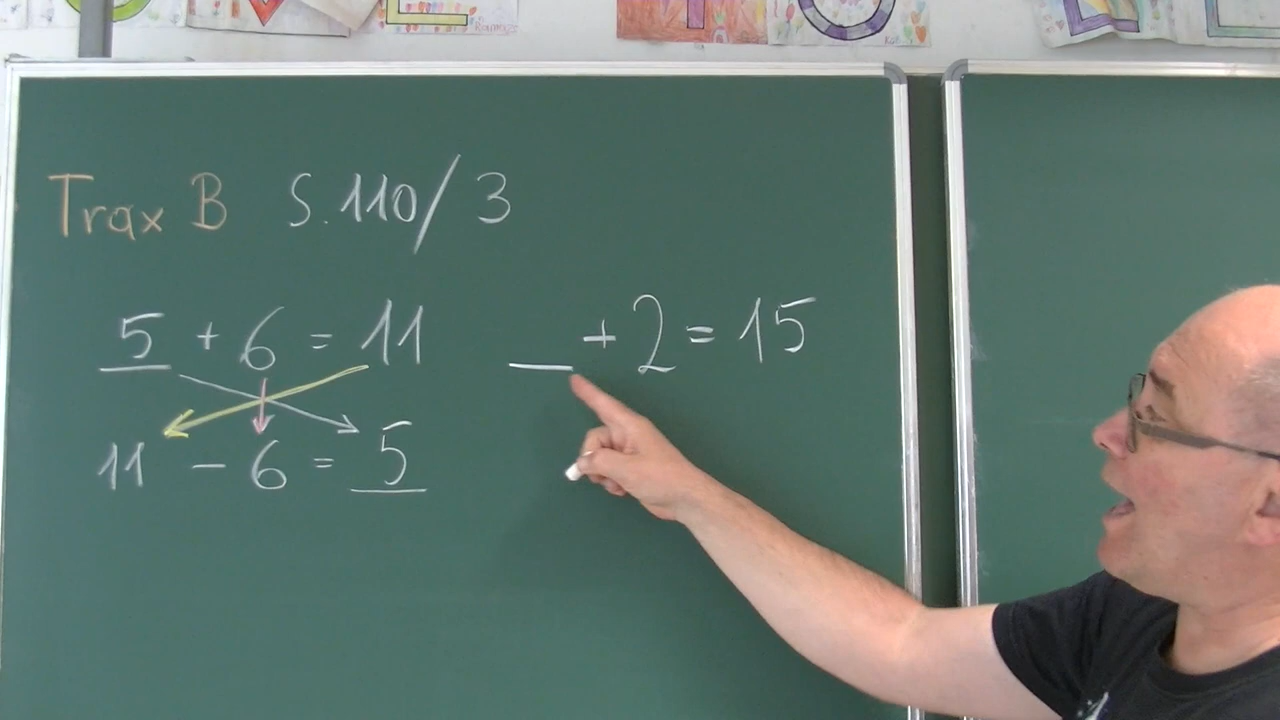 Trax B S. 110/3
5 + 6 = 11
11 - 6 = 5
_ + 2 = 15